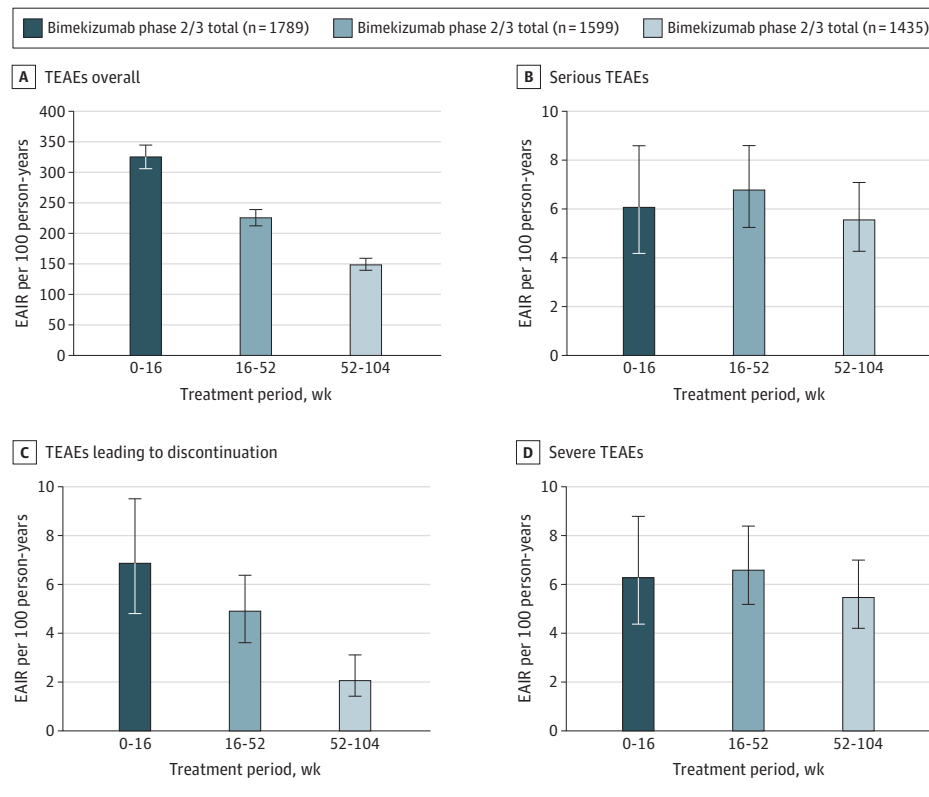 Bimekizumab phase 2/3 total (n = 1789) Bimekizumab phase 2/3 total (n = 1599) Bimekizumab phase 2/3 total (n = 1435)
A TEAEs overall
EAIR per 100 person-years
400
350
300
250
200
150
100
50
0
0-16 16-52 52-104
Treatment period, wk
B Serious TEAEs
EAIR per 100 person-years
10
8
6
4
2
0
0-16 16-52 52-104
Treatment period, wk
C TEAEs leading to discontinuation
EAIR per 100 person-years
10
8
6
4
2
0
0-16 16-52 52-104
Treatment period, wk
D Severe TEAEs
EAIR per 100 person-years
10
8
6
4
2
0
0-16 16-52 52-104
Treatment period, wk